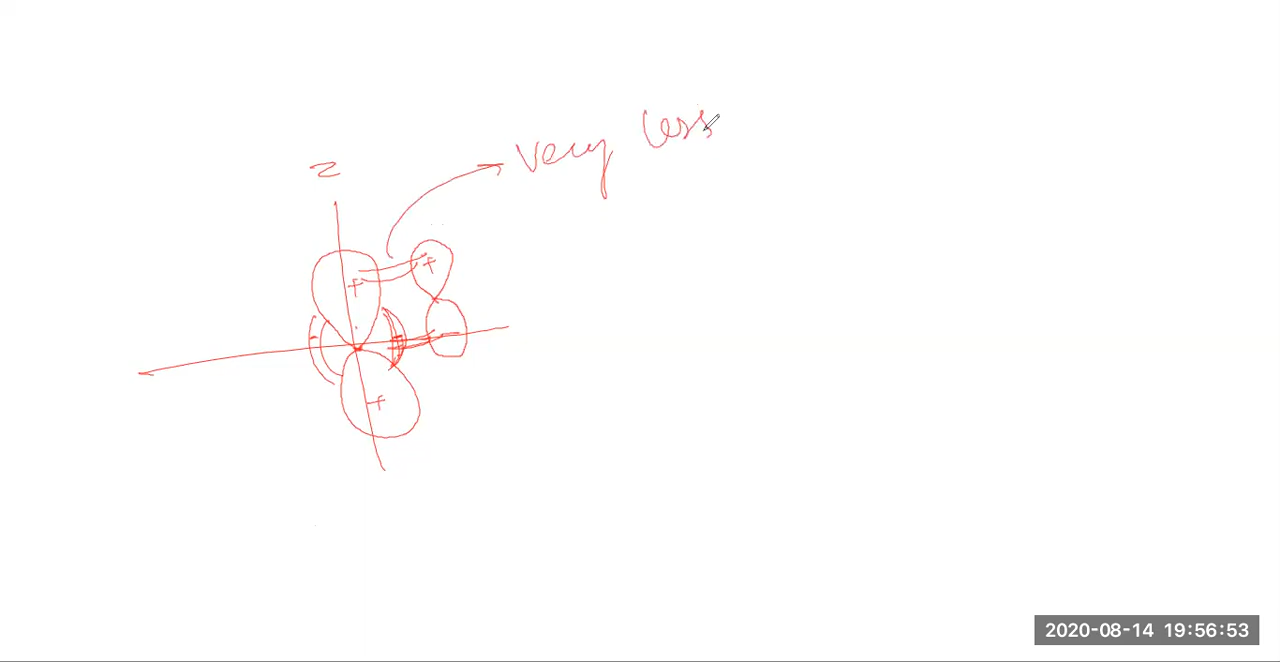 very less
z
+ +
- -
+
2020-08-14 19:56:53